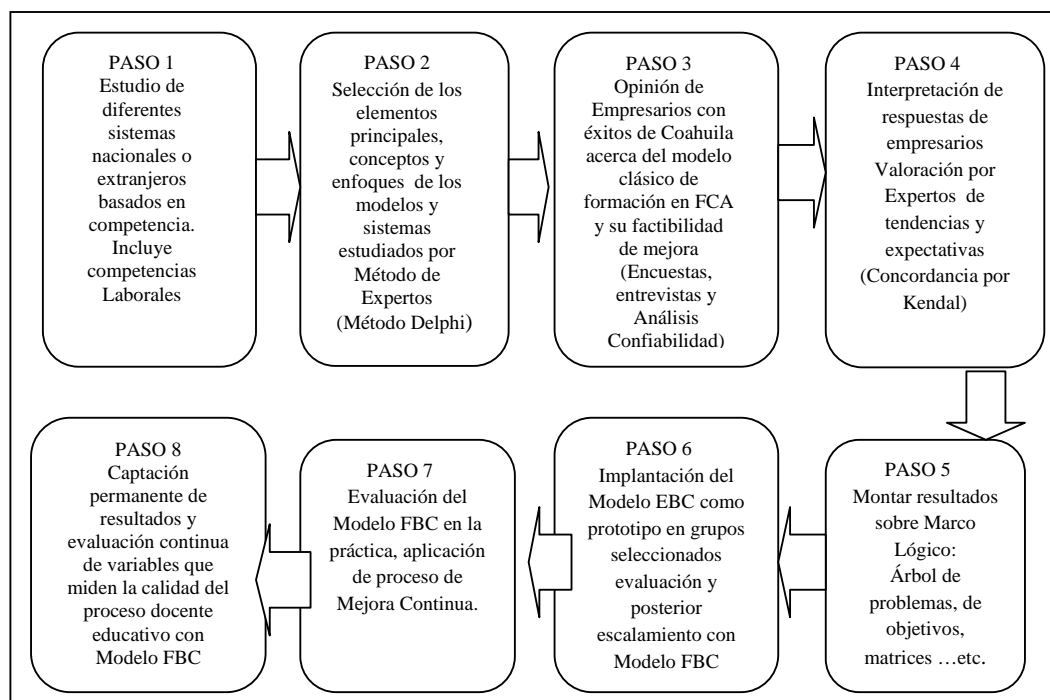 PASO 1
Estudio de
diferentes
sistemas
nacionales o
extranjeros
basados en
competencia.
Incluye
competencias
Laborales
PASO 2
Selección de los
elementos
principales,
conceptos y
enfoques de los
modelos y
sistemas
estudiados por
Método de
Expertos
(Método Delphi)
PASO 3
Opinión de
Empresarios con
éxitos de Coahuila
acerca del modelo
clásico de
formación en FCA
y su factibilidad
de mejora
(Encuestas,
entrevistas y
Análisis
Confiabilidad)
PASO 4
Interpretación de
respuestas de
empresarios
Valoración por
Expertos de
tendencias y
expectativas
(Concordancia por
Kendal)
PASO 5
Montar resultados
sobre Marco
Lógico:
Árbol de
problemas, de
objetivos,
matrices ...etc.
PASO 6
Implantación del
Modelo EBC como
prototipo en grupos
seleccionados
evaluación y
posterior
escalamiento con
Modelo FBC
PASO 7
Evaluación del
Modelo FBC en la
práctica, aplicación
de proceso de
Mejora Continua.
PASO 8
Captación
permanente de
resultados y
evaluación continua
de variables que
miden la calidad del
proceso docente
educativo con
Modelo FBC